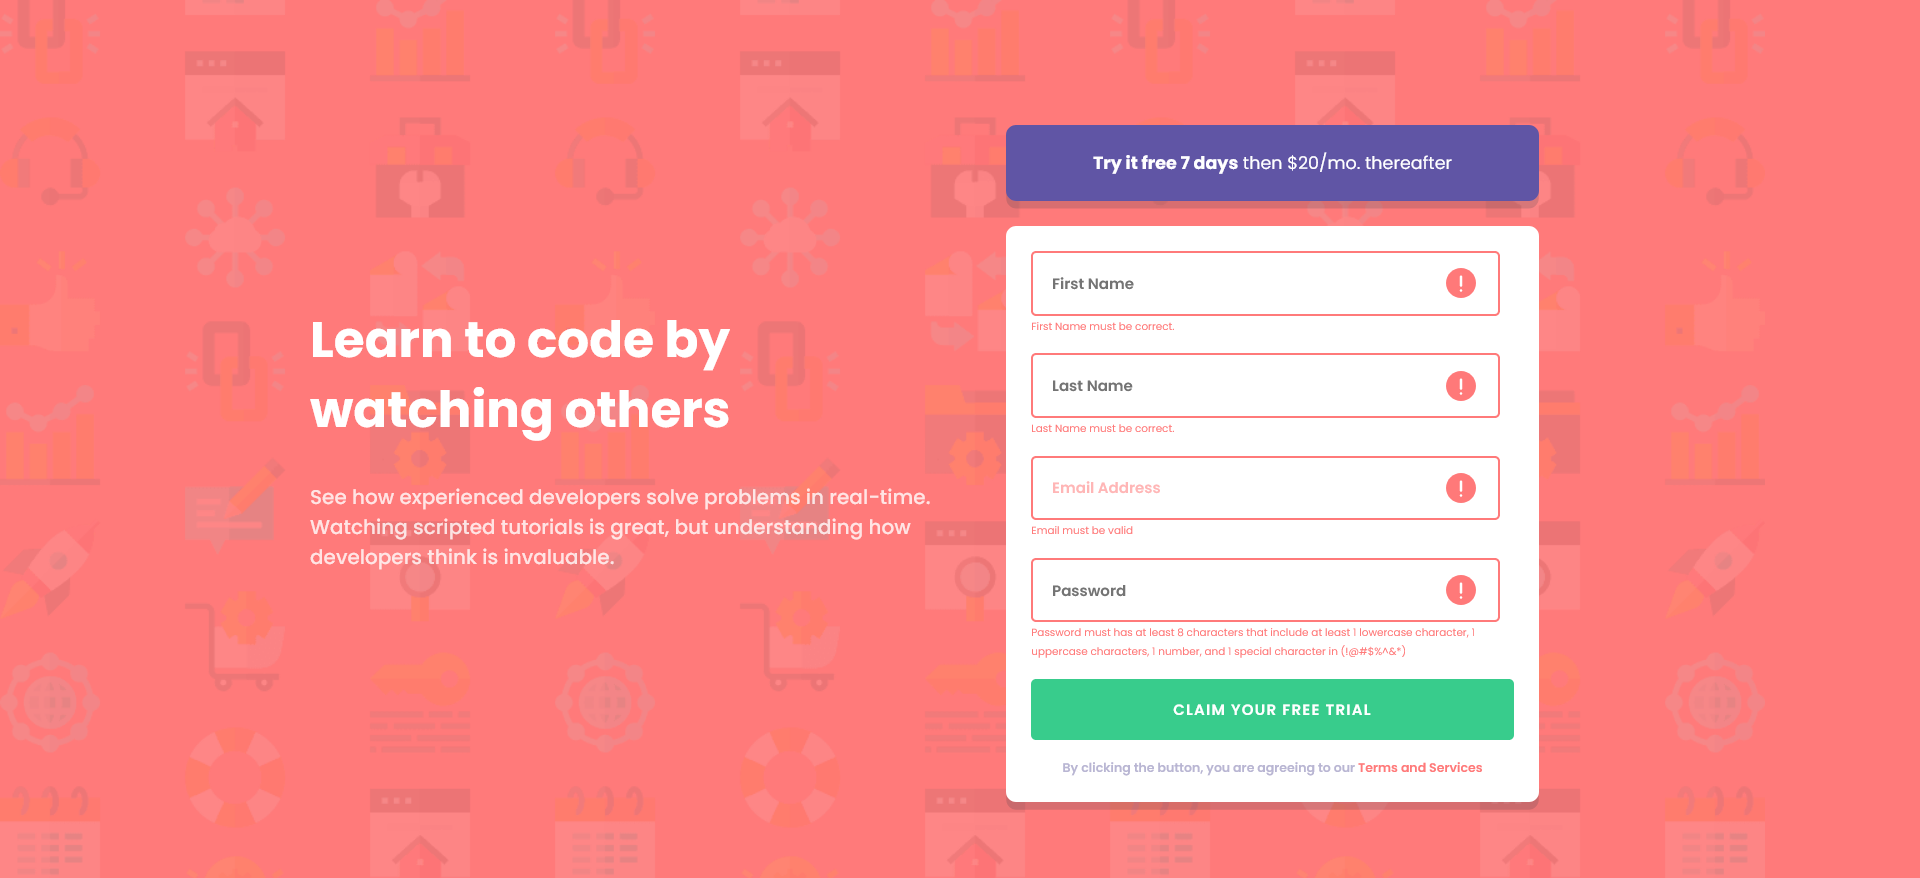 Learn to code by
watching others
See how experienced developers solve problems in real-time.
Watching scripted tutorials is great, but understanding how
developers think is invaluable.
Try it free 7 days then $20/mo. thereafter
First Name
First Name must be correct.
Last Name
Last Name must be correct.
Email Address
Email must be valid
Password
Password must has at least 8 characters that include at least 1 lowercase character, 1
uppercase characters, 1 number, and 1 special character in (!@#$%^&*)
CLAIM YOUR FREE TRIAL
By clicking the button, you are agreeing to our Terms and Services